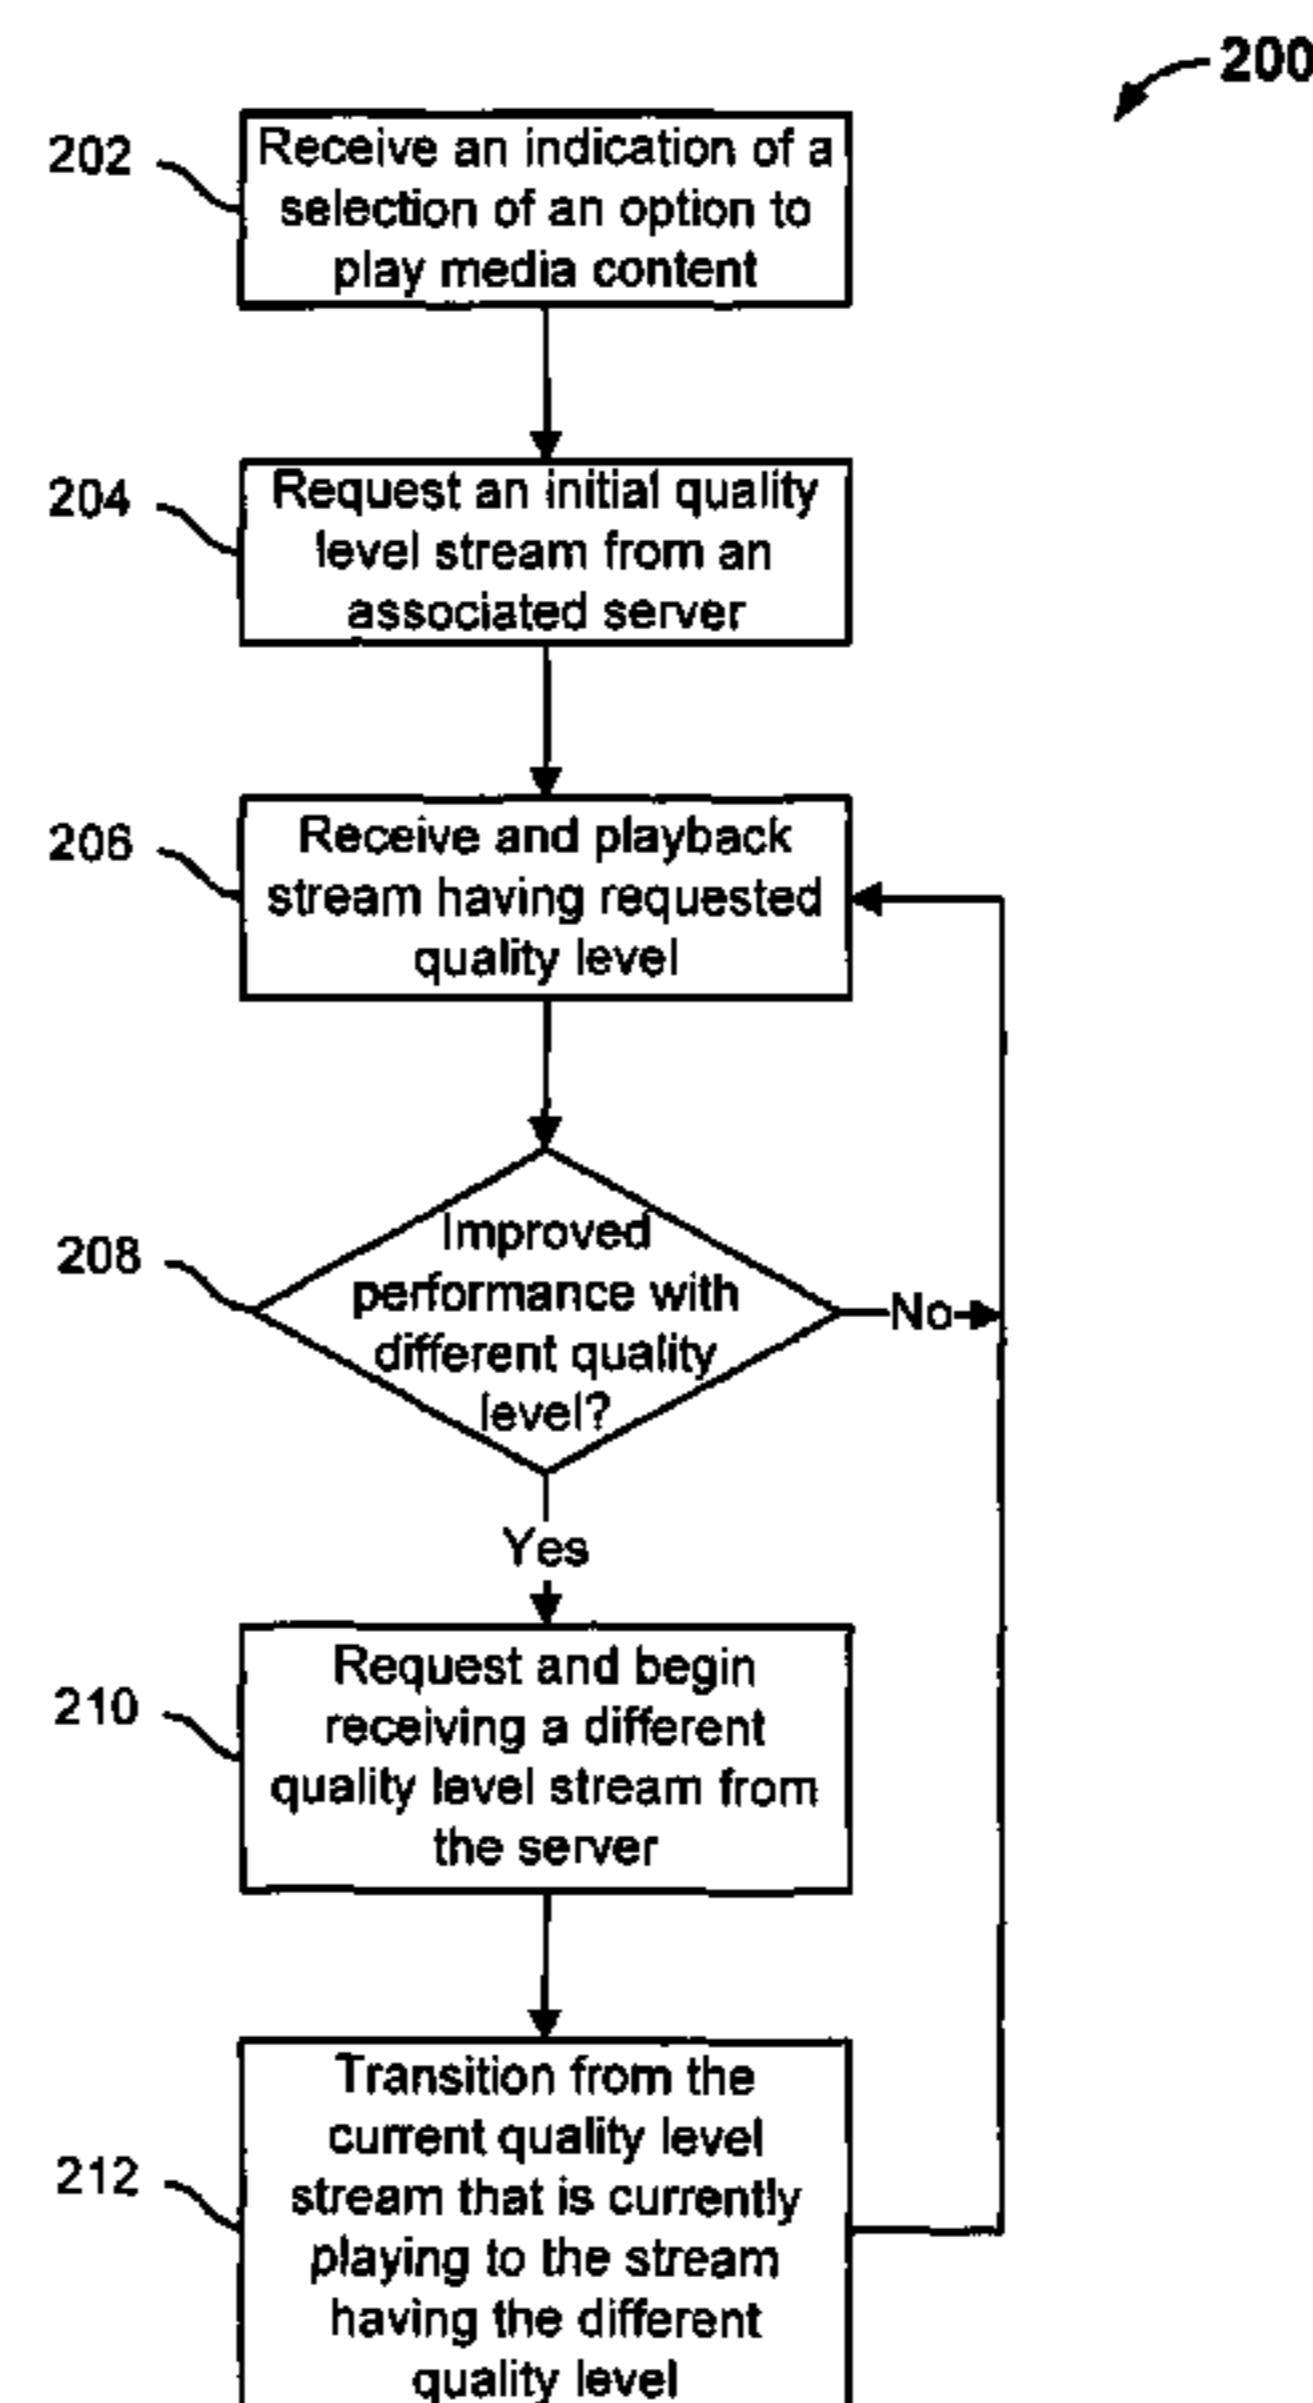 200
202
Receive an indication of a
selection of an option to
play media content
204
Request an initial quality
level stream from an
associated server
206
Receive and playback
stream having requested
quality level
208
Improved
performance with
different quality
level?
No
Yes
210
Request and begin
receiving a different
quality level stream from
the server
212
Transition from the
current quality level
stream that is currently
playing to the stream
having the different
quality level